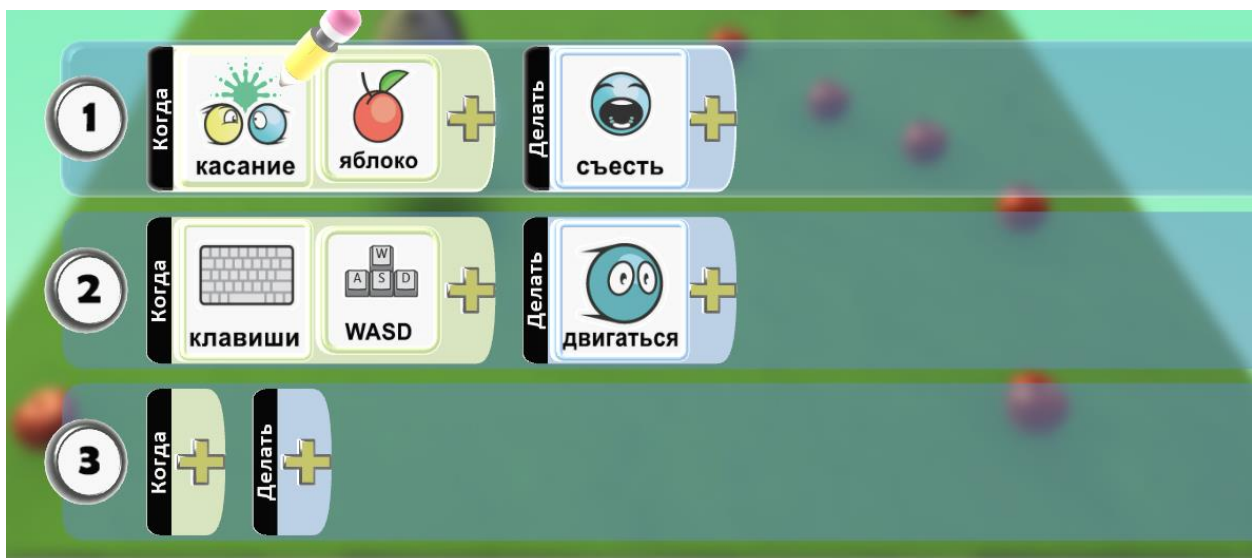 1
Когда
касание
яблоко
Делать
съесть
2
Когда
клавиши
W
A S D
WASD
Делать
двигаться
3
Когда
Делать